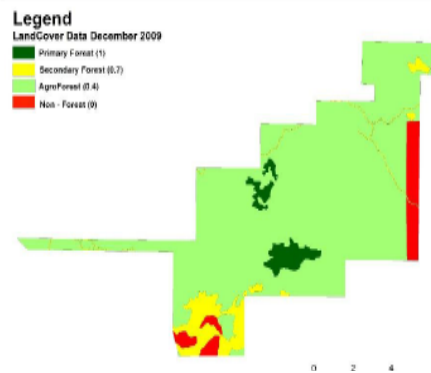 Legend
LandCover Data December 2009
Primary Forest (1)
Secondary Forest (0.7)
AgroForest (0.4)
Non - Forest (0)
0 2 4